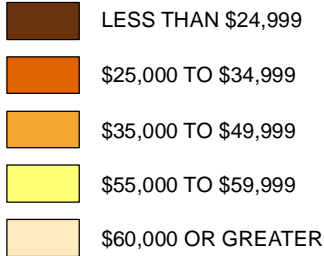 LESS THAN $24,999
$25,000 TO $34,999
$35,000 TO $49,999
$55,000 TO $59,999
$60,000 OR GREATER